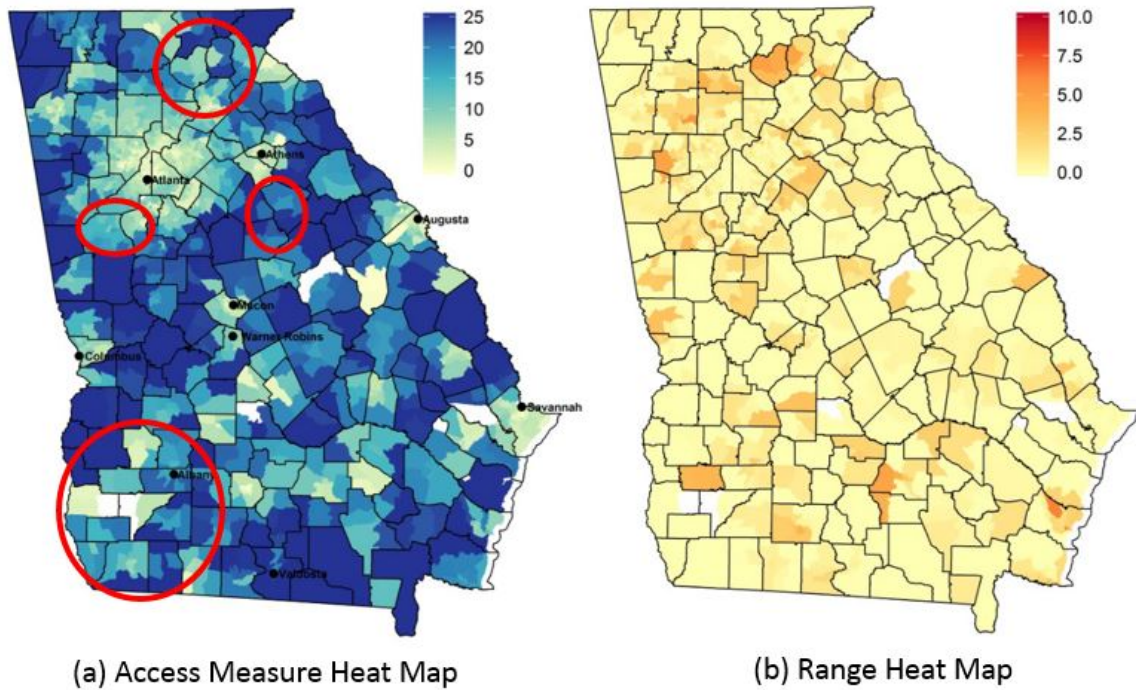 25
20
15
10
5
0
Athens
Atlanta
Augusta
Macon
Warner Robins
Columbus
Savannah
Albany
Valdosta
10.0
7.5
5.0
2.5
0.0
(a) Access Measure Heat Map
(b) Range Heat Map